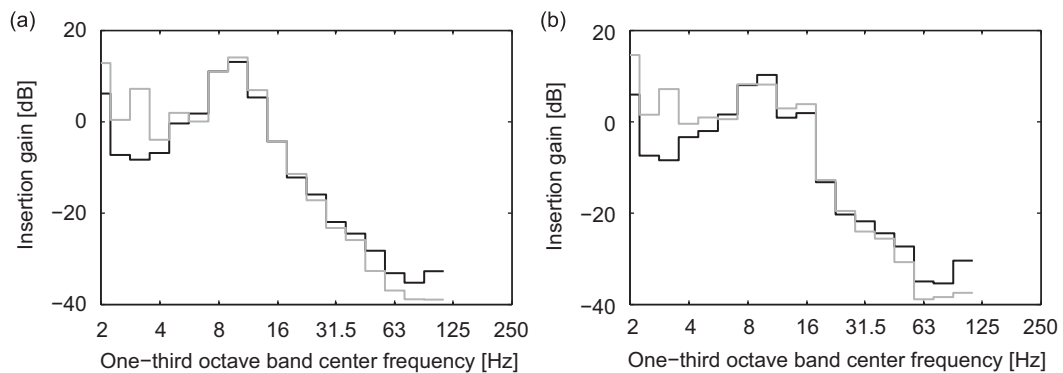 (a)
20
0
−20
−40
Insertion gain [dB]
2 4 8 16 31.5 63 125 250
One−third octave band center frequency [Hz]
(b)
20
0
−20
−40
Insertion gain [dB]
2 4 8 16 31.5 63 125 250
One−third octave band center frequency [Hz]